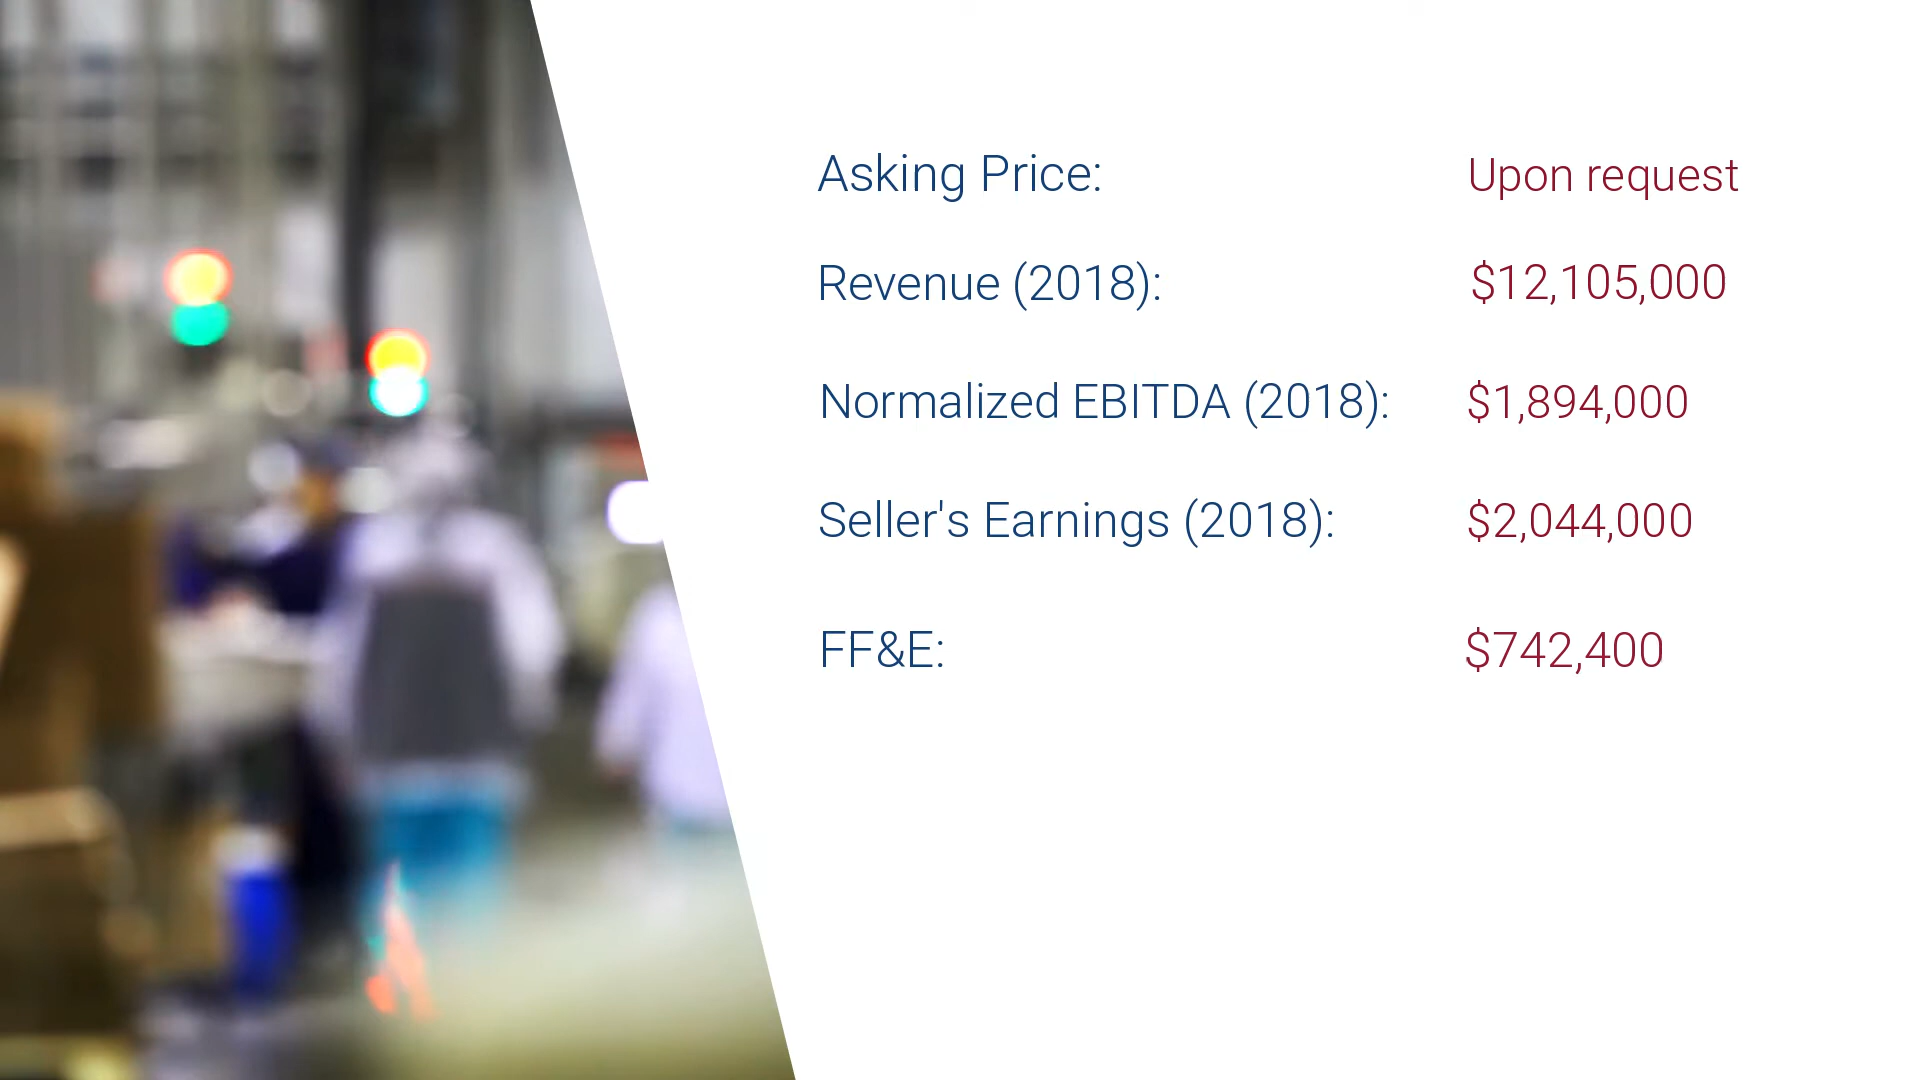 Asking Price: Upon request
Revenue (2018): $12,105,000
Normalized EBITDA (2018): $1,894,000
Seller's Earnings (2018): $2,044,000
FF&E: $742,400